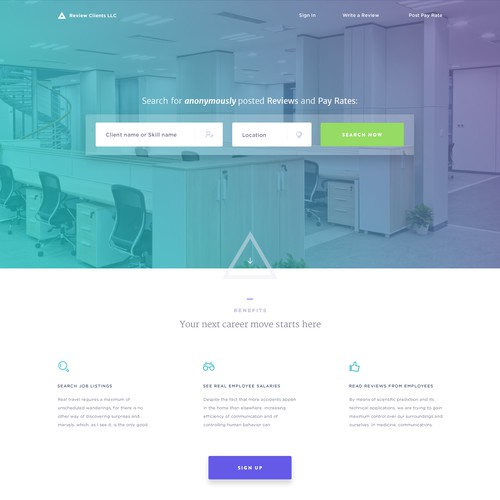 Review Clients LLC
Sign In
Write a Review
Post Pay Rate
Search for anonymously posted Reviews and Pay Rates:
Client name or Skill name
Location
SEARCH NOW
BENEFITS
Your next career move starts here
SEARCH JOB LISTINGS
Real travel requires a maximum of
unscheduled wanderings, for there is no
other way of discovering surprises and
marvels, which, as I see it, is the only good
SEE REAL EMPLOYEE SALARIES
Despite the fact that more accidents appen
in the home than elsewhere, increasing
efficiency of communication and of
controlling human behavior can
READ REVIEWS FROM EMPLOYEES
By means of scientific prediction and its
technical applications, we are trying to gain
maximum control over our surroundings and
ourselves. In medicine, communications
SIGN UP